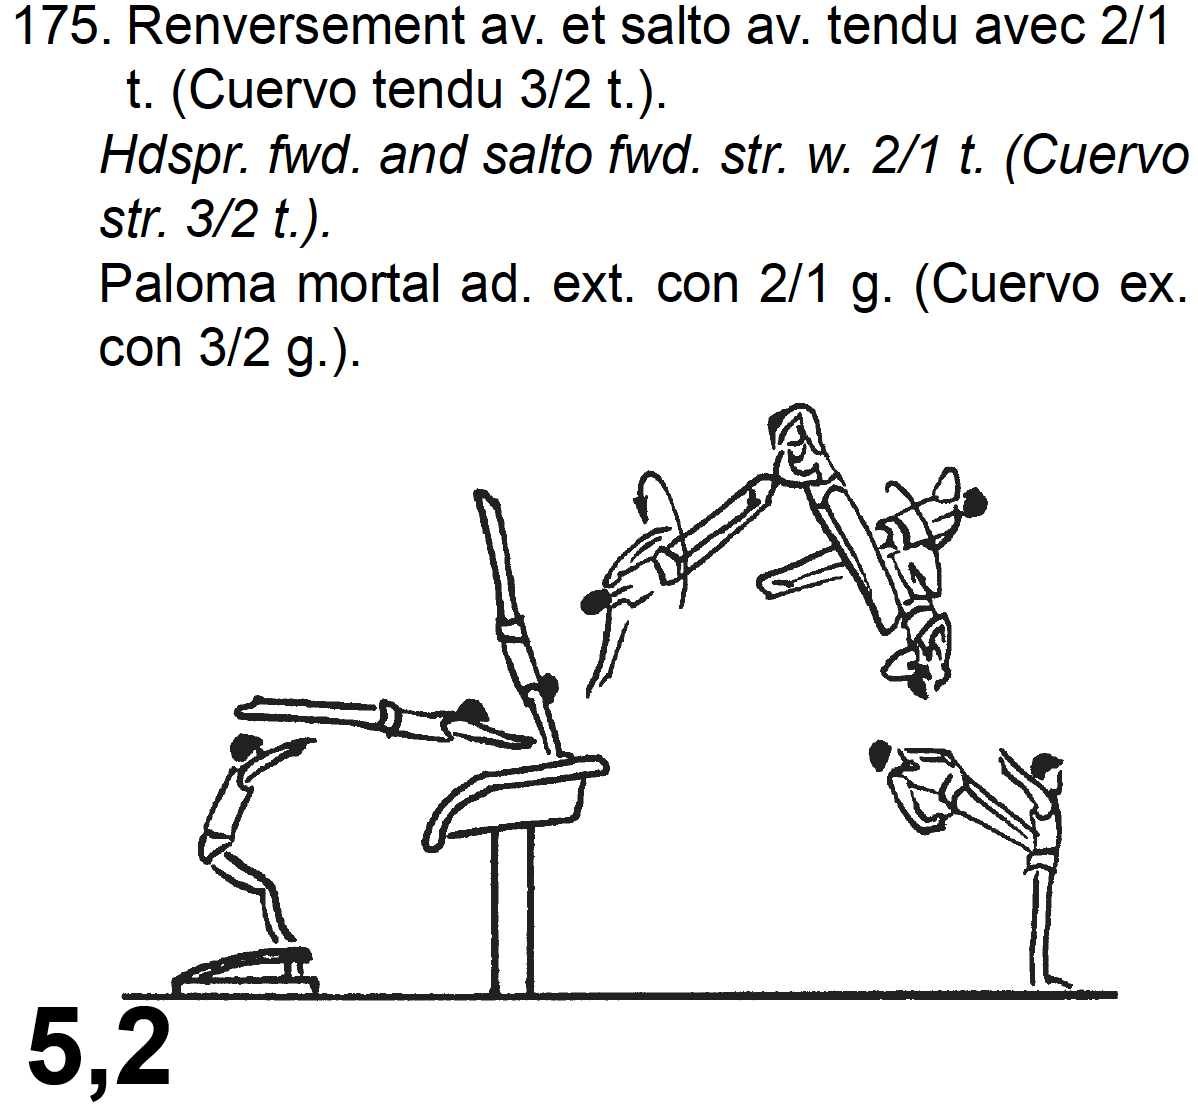 175. Renversement av. et salto av. tendu avec 2/1
t. (Cuervo tendu 3/2 t.).
Hdspr. fwd. and salto fwd. str. w. 2/1 t. (Cuervo
str. 3/2 t.).
Paloma mortal ad. ext. con 2/1 g. (Cuervo ex.
con 3/2 g.).
5,2